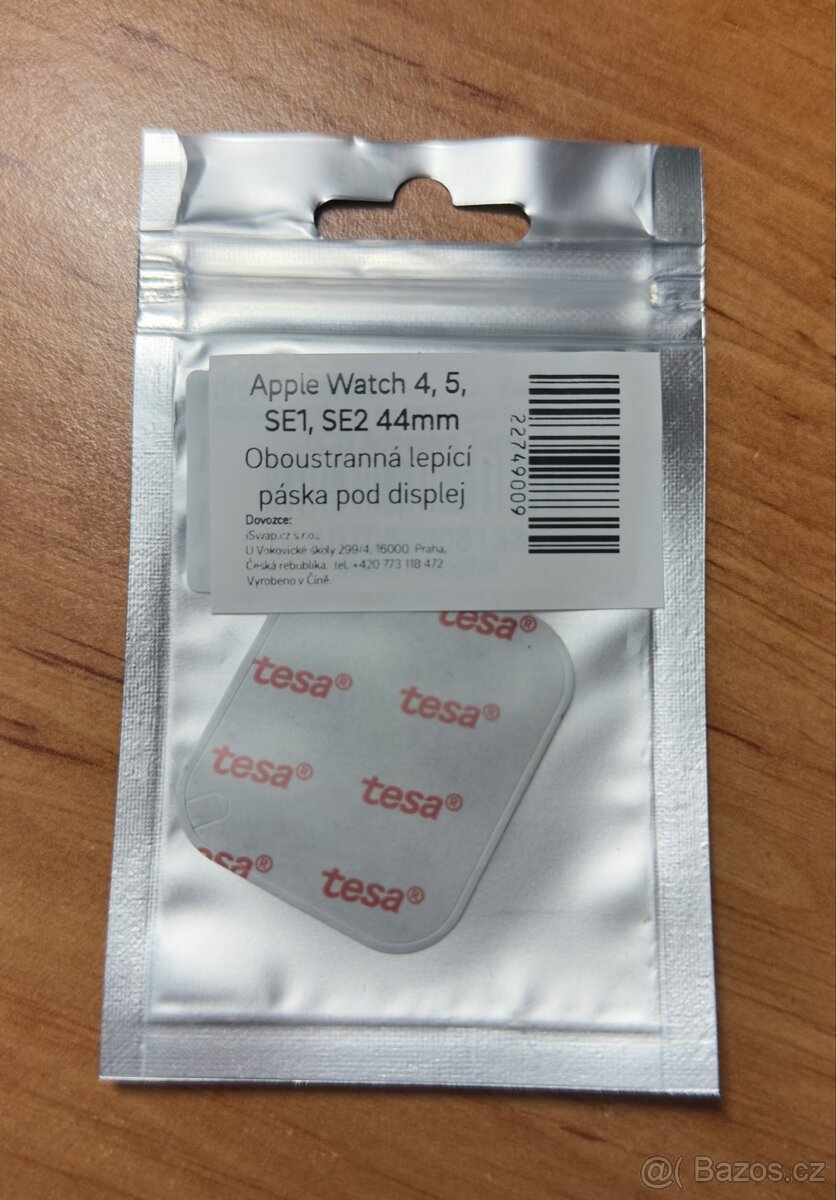 Apple Watch 4, 5,
SE1, SE2 44mm
Oboustranná lepící
páska pod displej
Dovozce:
iSwap.cz s.r.o.,
U Vokovické školy 299/4, 16000 Praha,
Česká rebublika. tel. +420 773 118 472
Vyrobeno v Číně.
22749009
tesa®
tesa®
tesa®
tesa®
tesa®
sa®
tesa®
@( Bazos.cz